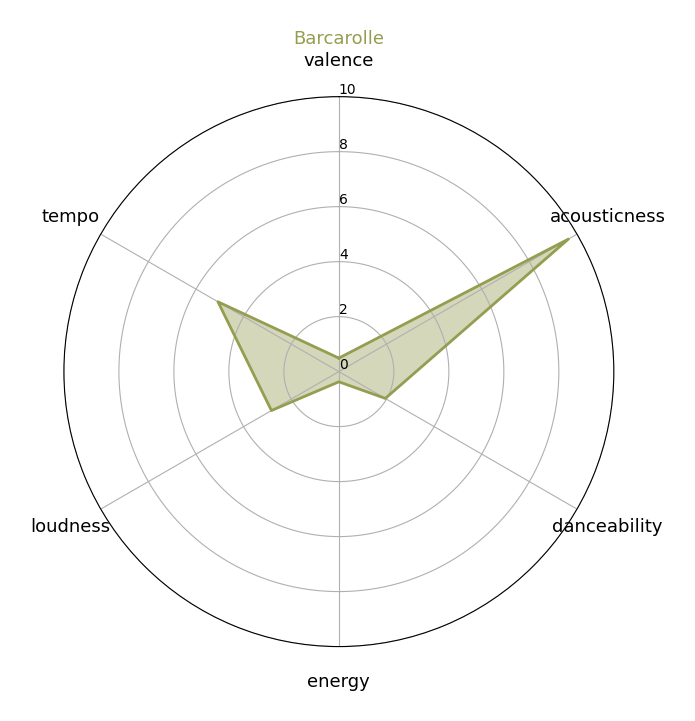 Barcarolle
valence
10
8
tempo
6
acousticness
4
2
0
loudness
danceability
energy